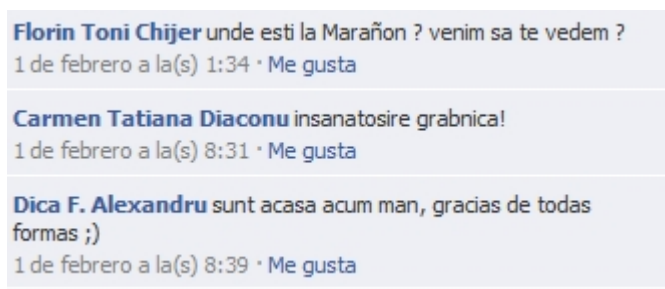 Florin Toni Chijer unde esti la Marañon ? venim sa te vedem ?
1 de febrero a la(s) 1:34 · Me gusta
Carmen Tatiana Diaconu insanatosire grabnica!
1 de febrero a la(s) 8:31 · Me gusta
Dica F. Alexandru sunt acasa acum man, gracias de todas
formas ;)
1 de febrero a la(s) 8:39 · Me gusta